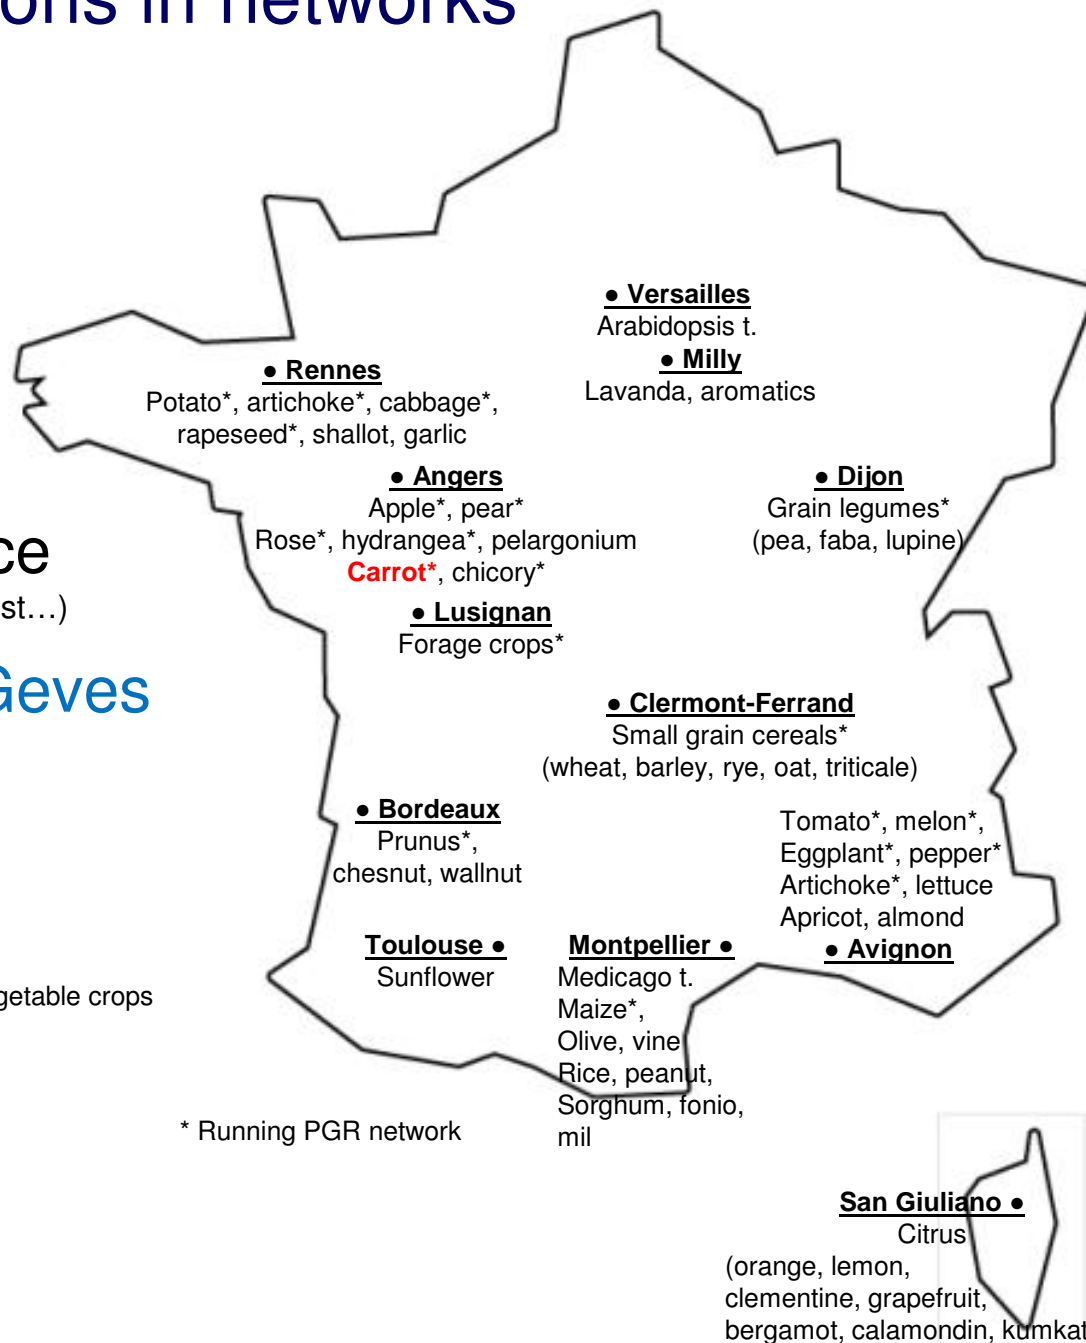 ons in networks
● Versailles
Arabidopsis t.
● Milly
Lavanda, aromatics
● Rennes
Potato*, artichoke*, cabbage*,
rapeseed*, shallot, garlic
● Angers
Apple*, pear*
Rose*, hydrangea*, pelargonium
Carrot*, chicory*
● Dijon
Grain legumes*
(pea, faba, lupine)
ce
st…)
● Lusignan
Forage crops*
Geves
● Clermont-Ferrand
Small grain cereals*
(wheat, barley, rye, oat, triticale)
● Bordeaux
Prunus*,
chesnut, wallnut
Tomato*, melon*,
Eggplant*, pepper*
Artichoke*, lettuce
Apricot, almond
● Avignon
Toulouse ●
Sunflower
Montpellier ●
Medicago t.
Maize*,
Olive, vine
Rice, peanut,
Sorghum, fonio,
mil
getable crops
* Running PGR network
San Giuliano ●
Citrus
(orange, lemon,
clementine, grapefruit,
bergamot, calamondin, kumkat